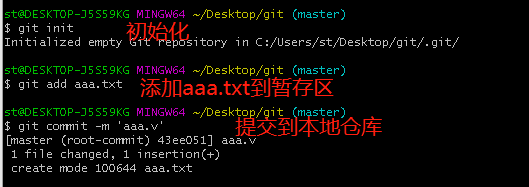 st@DESKTOP-J5S59KG MINGW64 ~/Desktop/git (master)
$ git init 初始化
Initialized empty Git repository in C:/Users/st/Desktop/git/.git/
st@DESKTOP-J5S59KG MINGW64 ~/Desktop/git (master)
$ git add aaa.txt 添加aaa.txt到暂存区
st@DESKTOP-J5S59KG MINGW64 ~/Desktop/git (master)
$ git commit -m 'aaa.v' 提交到本地仓库
[master (root-commit) 43ee051] aaa.v
1 file changed, 1 insertion(+)
create mode 100644 aaa.txt